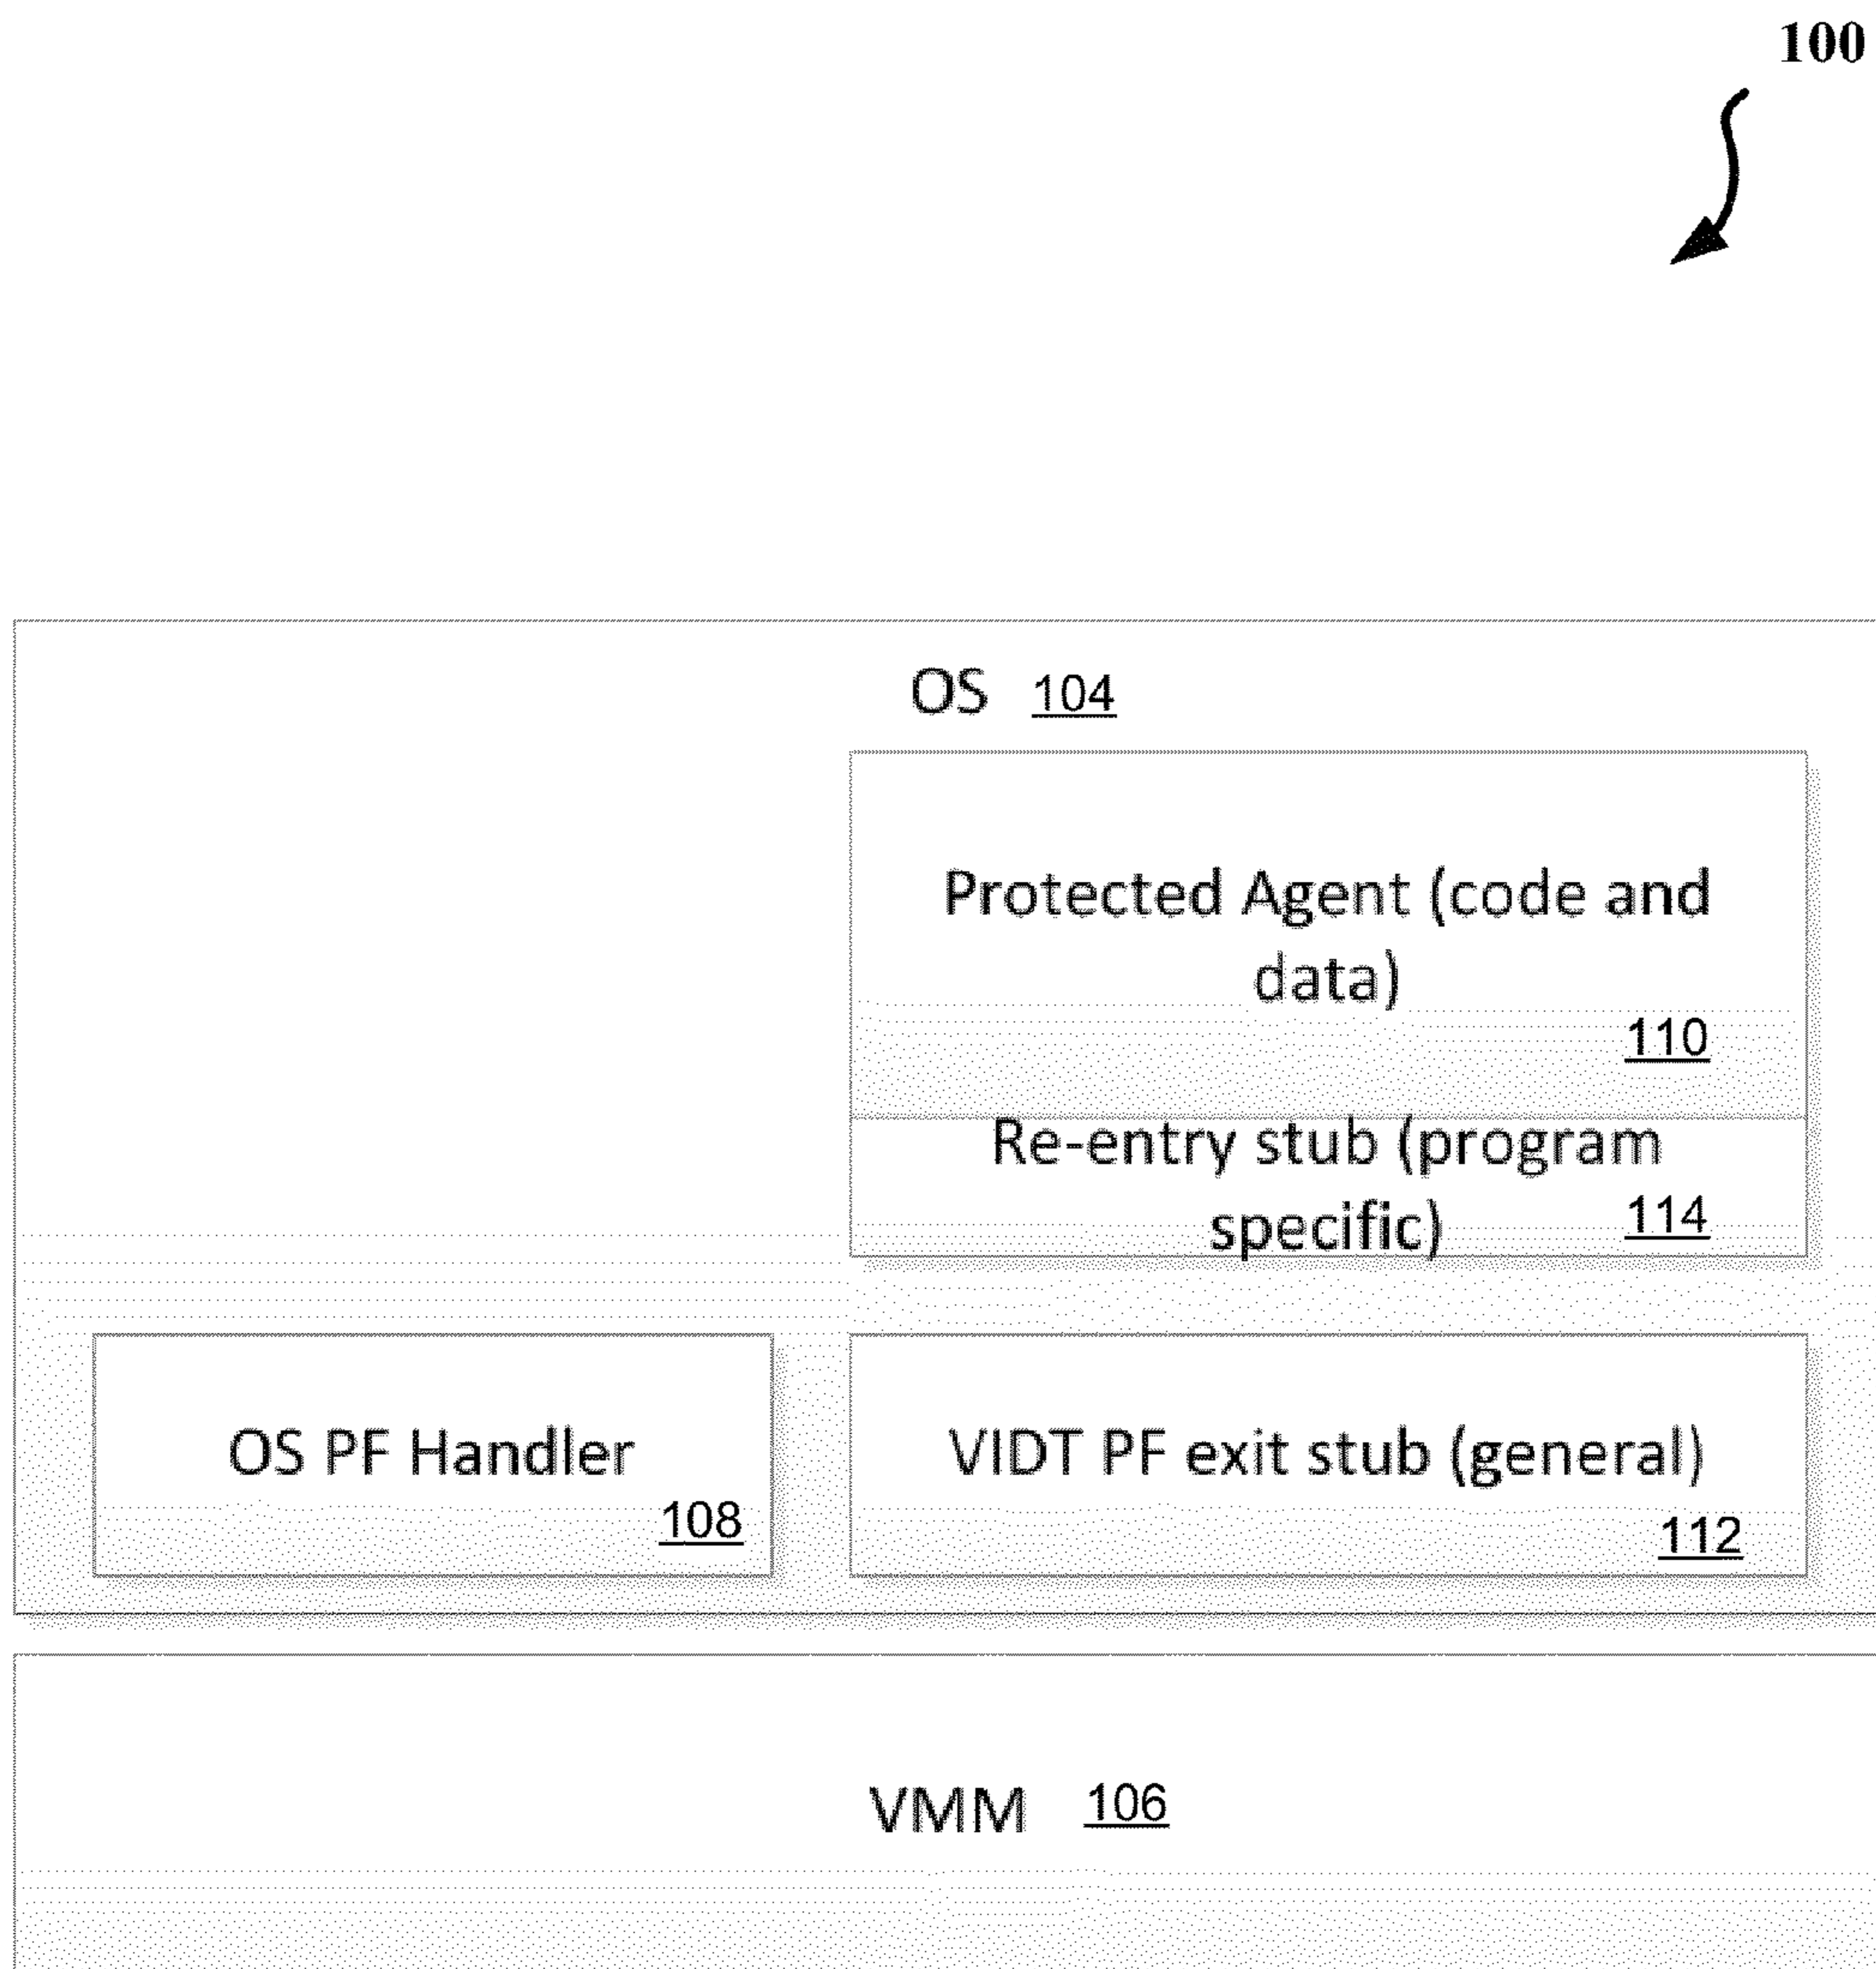 100
OS 104
Protected Agent (code and
data)
110
Re-entry stub (program
specific) 114
OS PF Handler
108
VIDT PF exit stub (general)
112
VMM 106